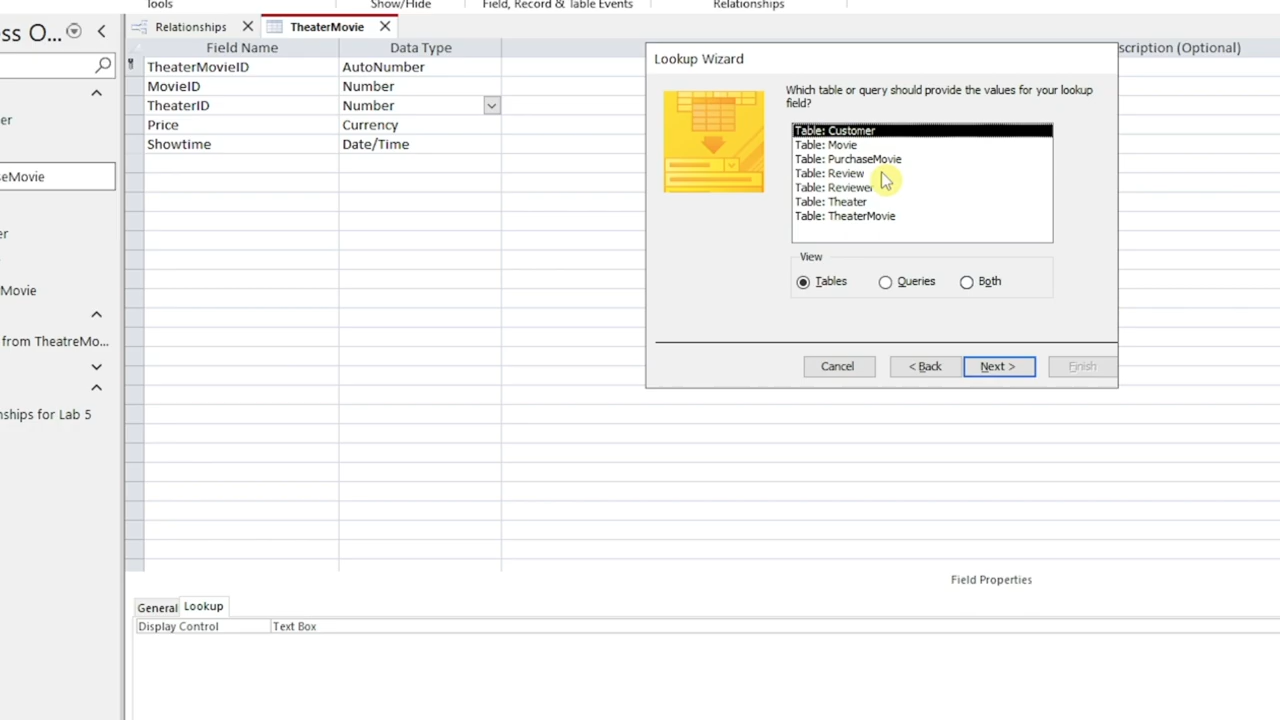 Tools Show/Hide Field, Record & Table Events Relationships
ss O...
Relationships TheaterMovie
Field Name Data Type scription (Optional)
TheaterMovieID AutoNumber
MovieID Number
TheaterID Number
Price Currency
Showtime Date/Time
er
eMovie
er
Movie
from TheatreMo...
nships for Lab 5
Lookup Wizard
Which table or query should provide the values for your lookup
field?
Table: Customer
Table: Movie
Table: PurchaseMovie
Table: Review
Table: Reviewer
Table: Theater
Table: TheaterMovie
View
Tables Queries Both
Cancel < Back Next > Finish
Field Properties
General Lookup
Display Control Text Box